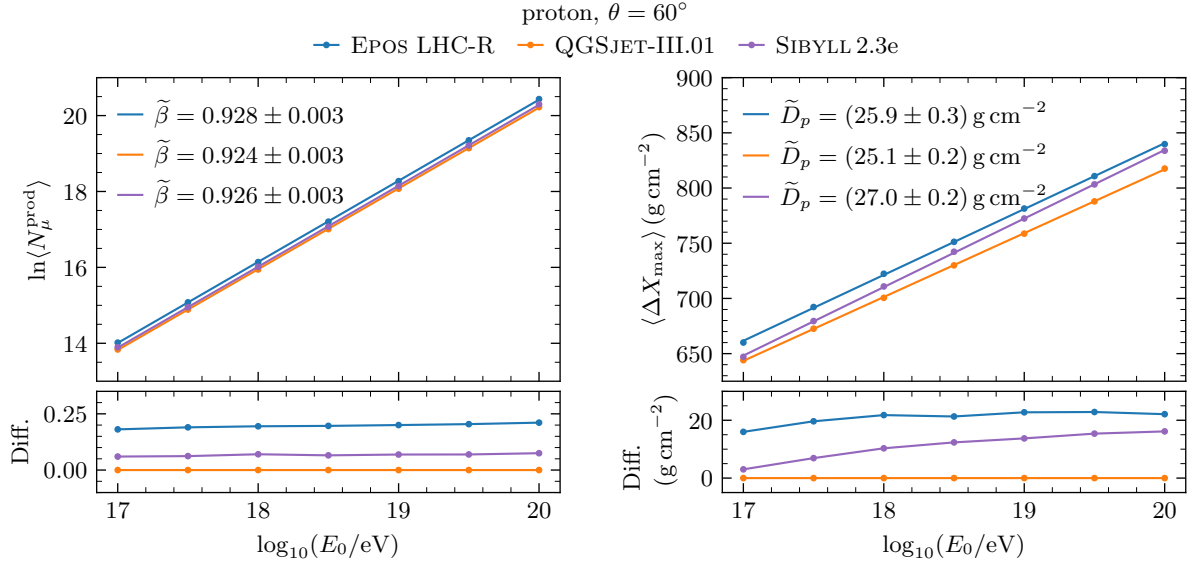 proton, θ = 60°
EPOS LHC-R QGSJET-III.01 SIBYLL 2.3e
ln⟨N_μ^prod⟩
20
18
16
14
β̃ = 0.928 ± 0.003
β̃ = 0.924 ± 0.003
β̃ = 0.926 ± 0.003
Diff.
0.25
0.00
17 18 19 20
log₁₀(E₀/eV)
⟨ΔX_max⟩ (g cm⁻²)
900
850
800
750
700
650
D̃_p = (25.9 ± 0.3) g cm⁻²
D̃_p = (25.1 ± 0.2) g cm⁻²
D̃_p = (27.0 ± 0.2) g cm⁻²
Diff.
(g cm⁻²)
20
0
17 18 19 20
log₁₀(E₀/eV)